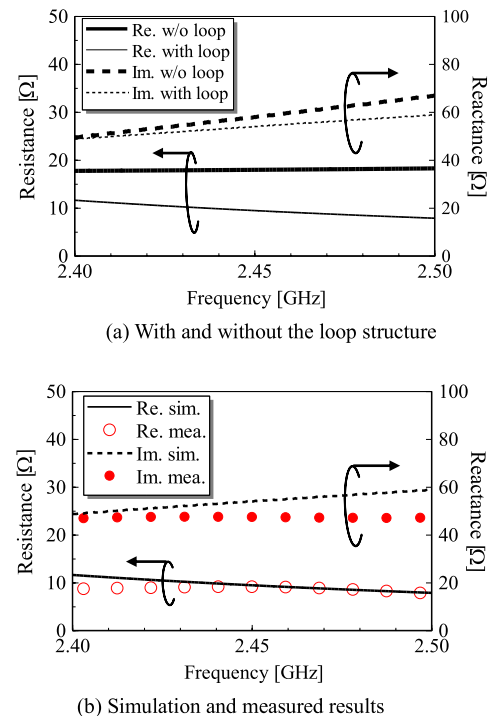 50
40
30
20
10
0
Resistance [Ω]
Re. w/o loop
Re. with loop
Im. w/o loop
Im. with loop
100
80
60
40
20
0
Reactance [Ω]
2.40
2.45
2.50
Frequency [GHz]
(a) With and without the loop structure
50
40
30
20
10
0
Resistance [Ω]
Re. sim.
Re. mea.
Im. sim.
Im. mea.
100
80
60
40
20
0
Reactance [Ω]
2.40
2.45
2.50
Frequency [GHz]
(b) Simulation and measured results